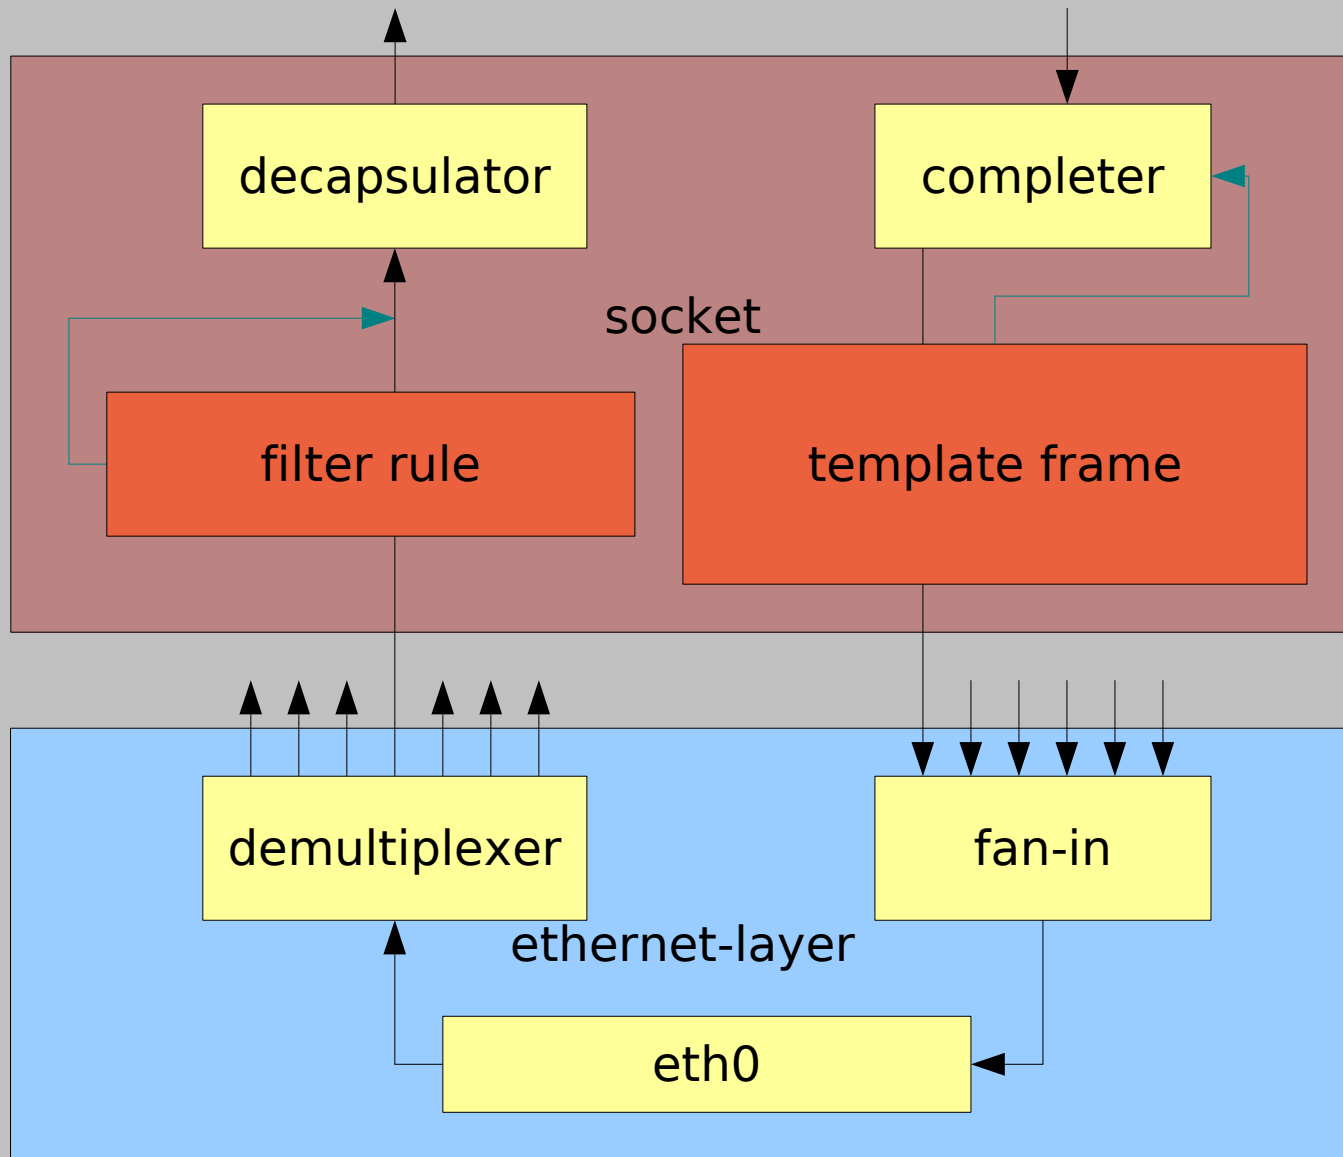 decapsulator
completer
socket
filter rule
template frame
demultiplexer
fan-in
ethernet-layer
eth0